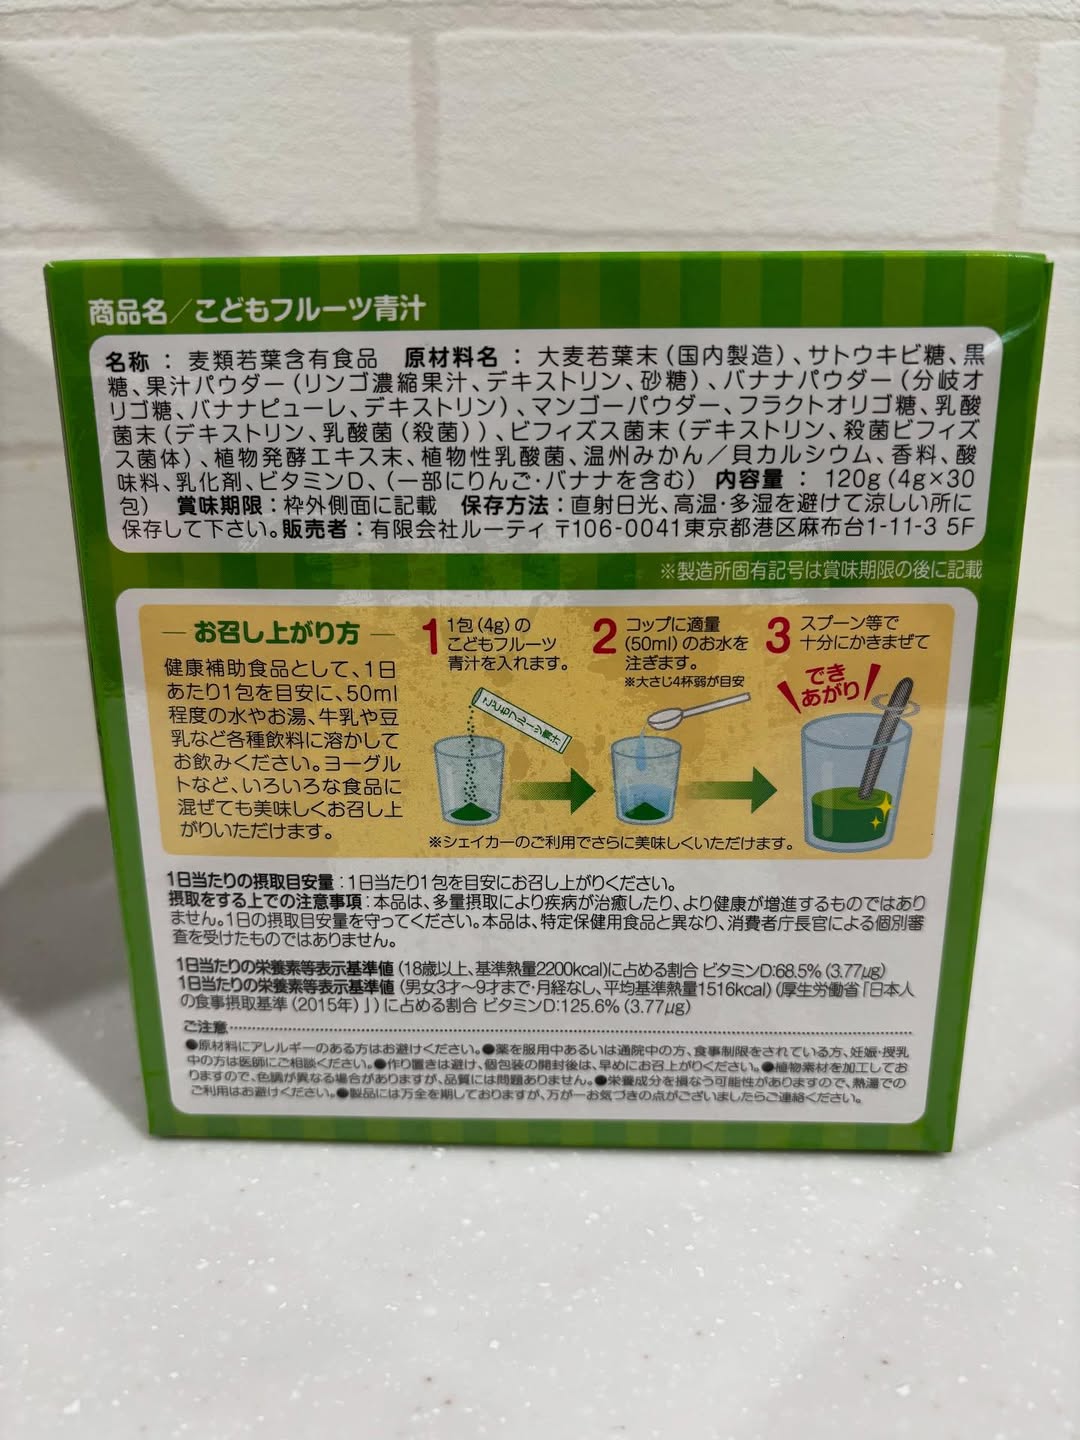 商品名/こどもフルーツ青汁
名称 : 麦類若葉含有食品 原材料名 : 大麦若葉末(国内製造)、サトウキビ糖、黒
糖、果汁パウダー(リンゴ濃縮果汁、デキストリン、砂糖)、バナナパウダー(分岐オ
リゴ糖、バナナピューレ、デキストリン)、マンゴーパウダー、フラクトオリゴ糖、乳酸
菌末(デキストリン、乳酸菌(殺菌))、ビフィズス菌末(デキストリン、殺菌ビフィズ
ス菌体)、植物発酵エキス末、植物性乳酸菌、温州みかん/貝カルシウム、香料、酸
味料、乳化剤、ビタミンD、(一部にりんご・バナナを含む) 内容量 : 120g(4g×30
包) 賞味期限:枠外側面に記載 保存方法:直射日光、高温・多湿を避けて涼しい所に
保存して下さい。販売者:有限会社ルーティ 〒106-0041東京都港区麻布台1-11-3 5F
※製造所固有記号は賞味期限の後に記載
お召し上がり方
健康補助食品として、1日
あたり1包を目安に、50ml
程度の水やお湯、牛乳や豆
乳など各種飲料に溶かして
お飲みください。ヨーグル
トなど、いろいろな食品に
混ぜても美味しくお召し上
がりいただけます。
1 1包(4g)の
こどもフルーツ
青汁を入れます。
こどもフルーツ青汁
2 コップに適量
(50ml)のお水を
注ぎます。
※大さじ4杯弱が目安
3 スプーン等で
十分にかきまぜて
でき
あがり
※シェイカーのご利用でさらに美味しくいただけます。
1日当たりの摂取目安量:1日当たり1包を目安にお召し上がりください。
摂取をする上での注意事項:本品は、多量摂取により疾病が治癒したり、より健康が増進するものではあり
ません。1日の摂取目安量を守ってください。本品は、特定保健用食品と異なり、消費者庁長官による個別審
査を受けたものではありません。
1日当たりの栄養素等表示基準値(18歳以上、基準熱量2200kcal)に占める割合 ビタミンD:68.5%(3.77μg)
1日当たりの栄養素等表示基準値(男女3才〜9才まで・月経なし、平均基準熱量1516kcal)(厚生労働省「日本人
の食事摂取基準(2015年)」)に占める割合 ビタミンD:125.6%(3.77μg)
ご注意
●原材料にアレルギーのある方はお避けください。●薬を服用中あるいは通院中の方、食事制限をされている方、妊娠・授乳
中の方は医師にご相談ください。●作り置きは避け、個包装の開封後は、早めにお召し上がりください。●植物素材を加工してお
りますので、色調が異なる場合がありますが、品質には問題ありません。●栄養成分を損なう可能性がありますので、熱湯での
ご利用はお避けください。●製品には万全を期しておりますが、万が一お気づきの点がございましたらご連絡ください。